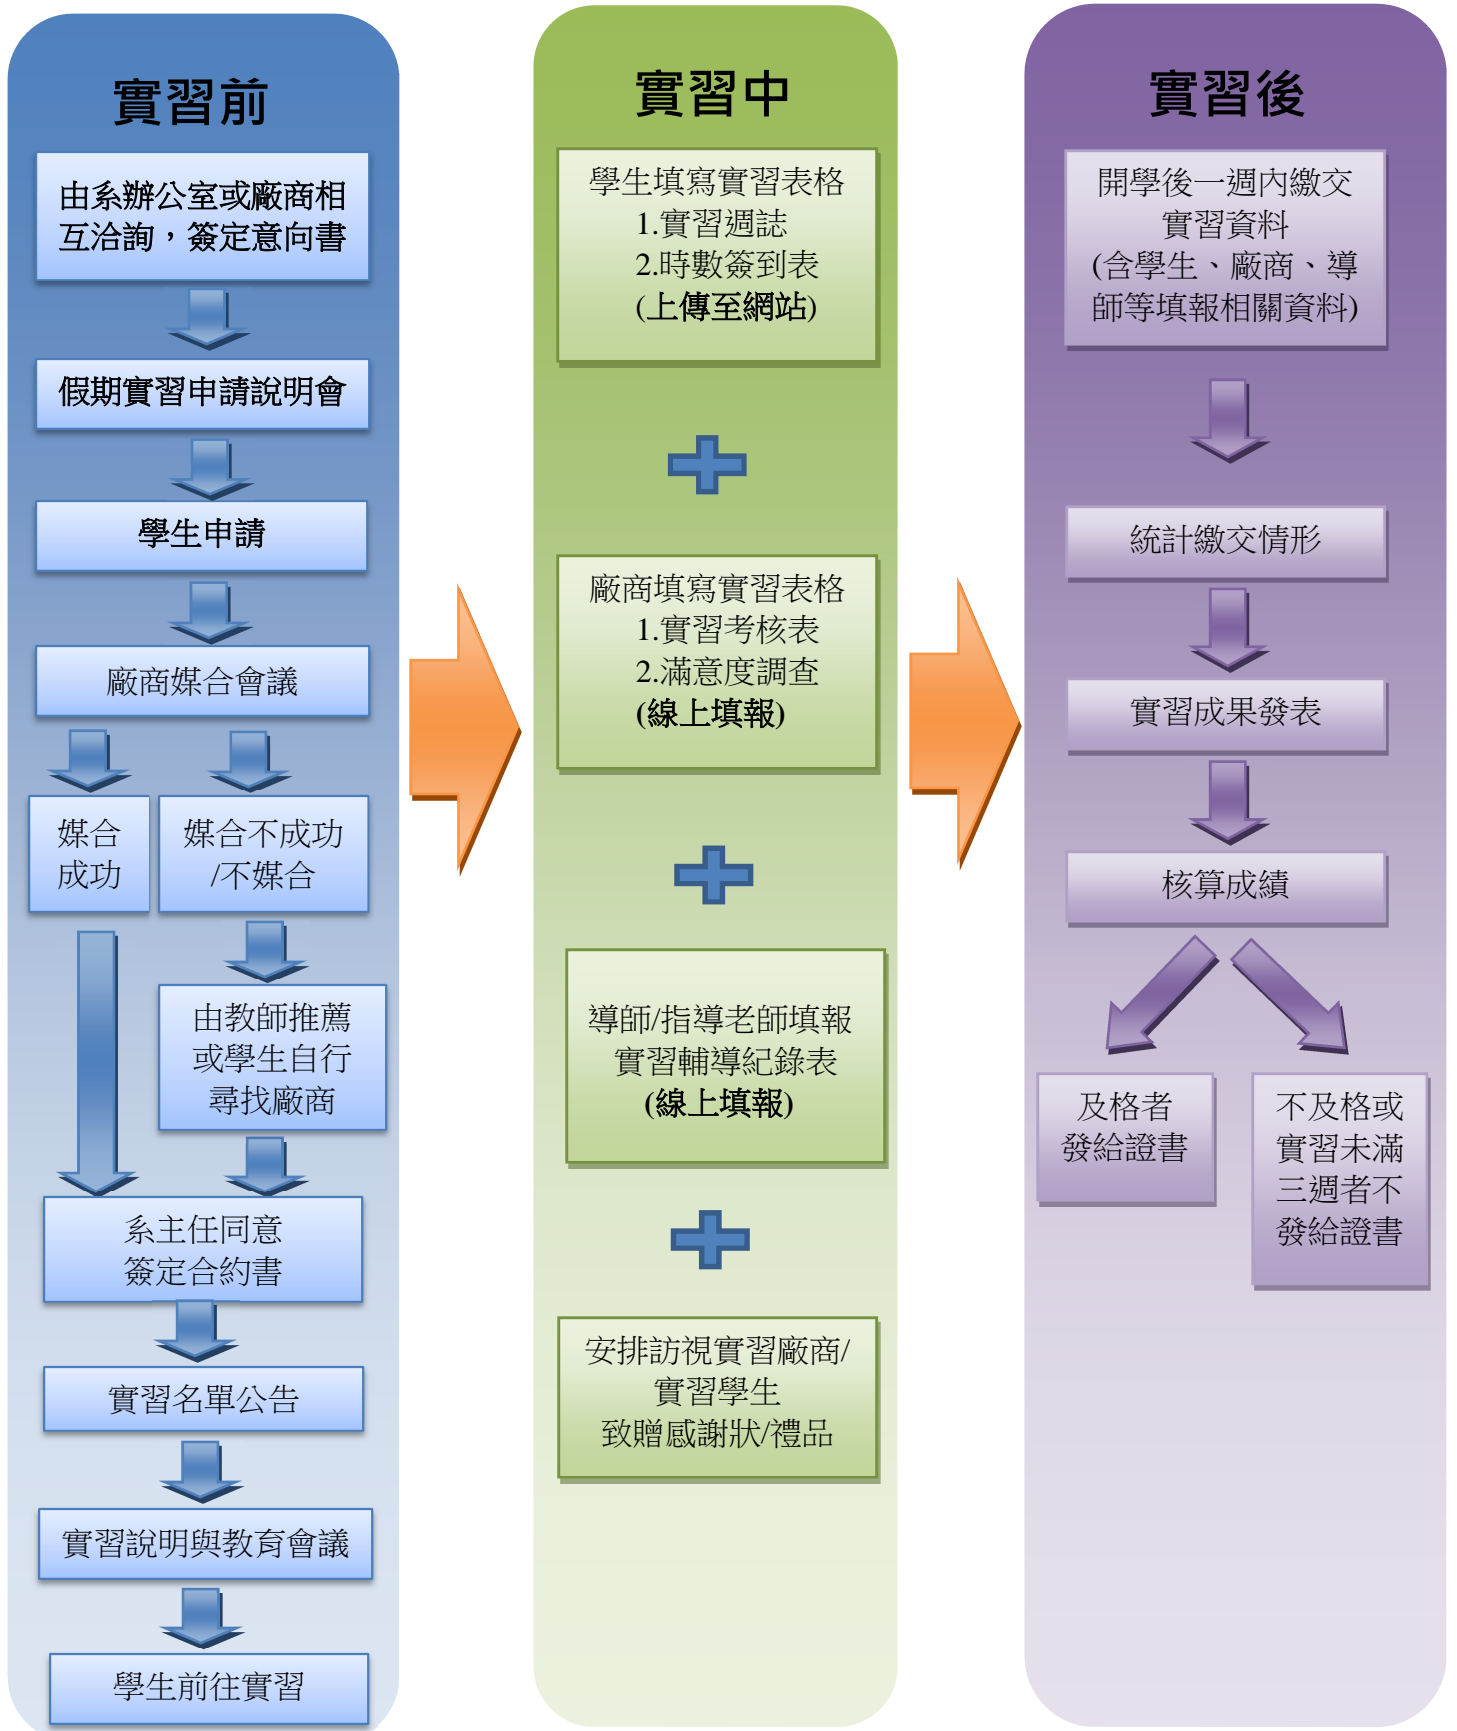 實習前
由系辦公室或廠商相
互洽詢，簽定意向書
假期實習申請說明會
學生申請
廠商媒合會議
媒合
成功
媒合不成功
/不媒合
由教師推薦
或學生自行
尋找廠商
系主任同意
簽定合約書
實習名單公告
實習說明與教育會議
學生前往實習
實習中
學生填寫實習表格
1.實習週誌
2.時數簽到表
(上傳至網站)
廠商填寫實習表格
1.實習考核表
2.滿意度調查
(線上填報)
導師/指導老師填報
實習輔導紀錄表
(線上填報)
安排訪視實習廠商/
實習學生
致贈感謝狀/禮品
實習後
開學後一週內繳交
實習資料
(含學生、廠商、導
師等填報相關資料)
統計繳交情形
實習成果發表
核算成績
及格者
發給證書
不及格或
實習未滿
三週者不
發給證書